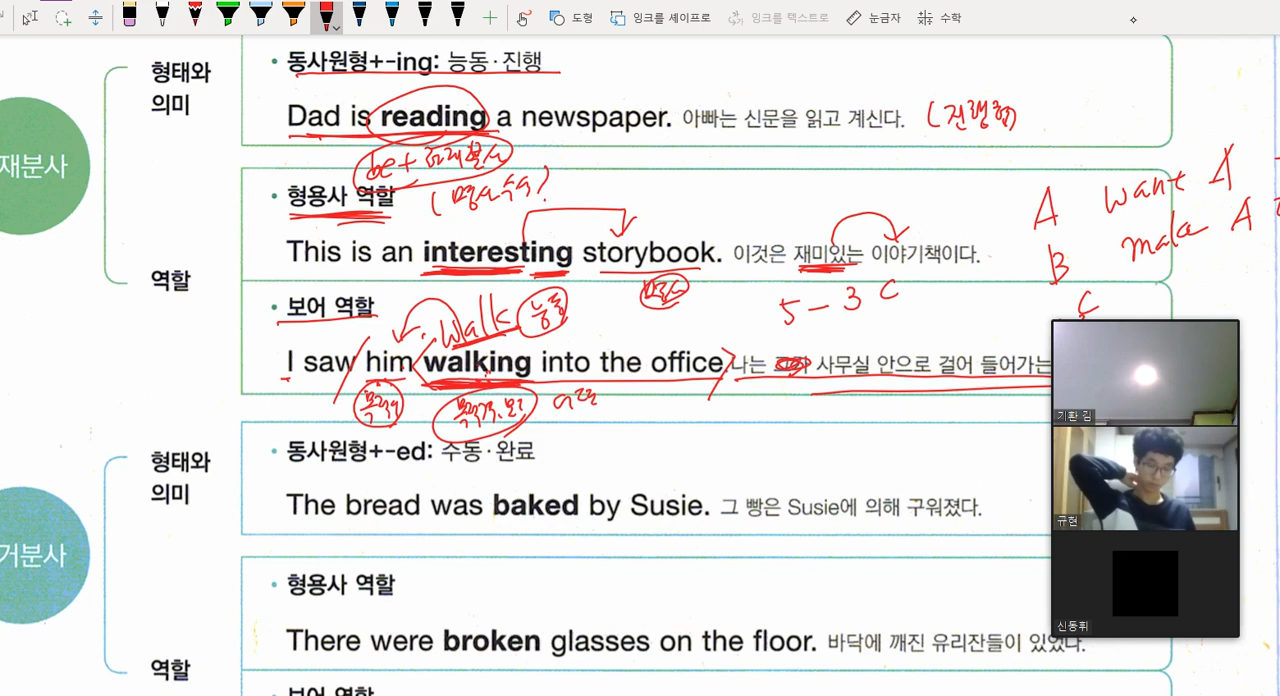 도형
잉크를 셰이프로
잉크를 텍스트로
눈금자
수학
재분사
형태와
의미
• 동사원형+-ing: 능동·진행
Dad is reading a newspaper. 아빠는 신문을 읽고 계신다. (진행형)
be+현재분사
역할
• 형용사 역할 (명사수식)
This is an interesting storybook. 이것은 재미있는 이야기책이다.
A want A
B make A
C
5 - 3 C
• 보어 역할
walk 능동
I saw him walking into the office 나는 사무실 안으로 걸어 들어가는
목적어
목적격.보어
기환 김
규현
신동휘
거분사
형태와
의미
• 동사원형+-ed: 수동·완료
The bread was baked by Susie. 그 빵은 Susie에 의해 구워졌다.
역할
• 형용사 역할
There were broken glasses on the floor. 바닥에 깨진 유리잔들이 있었다.
• 보어 역할